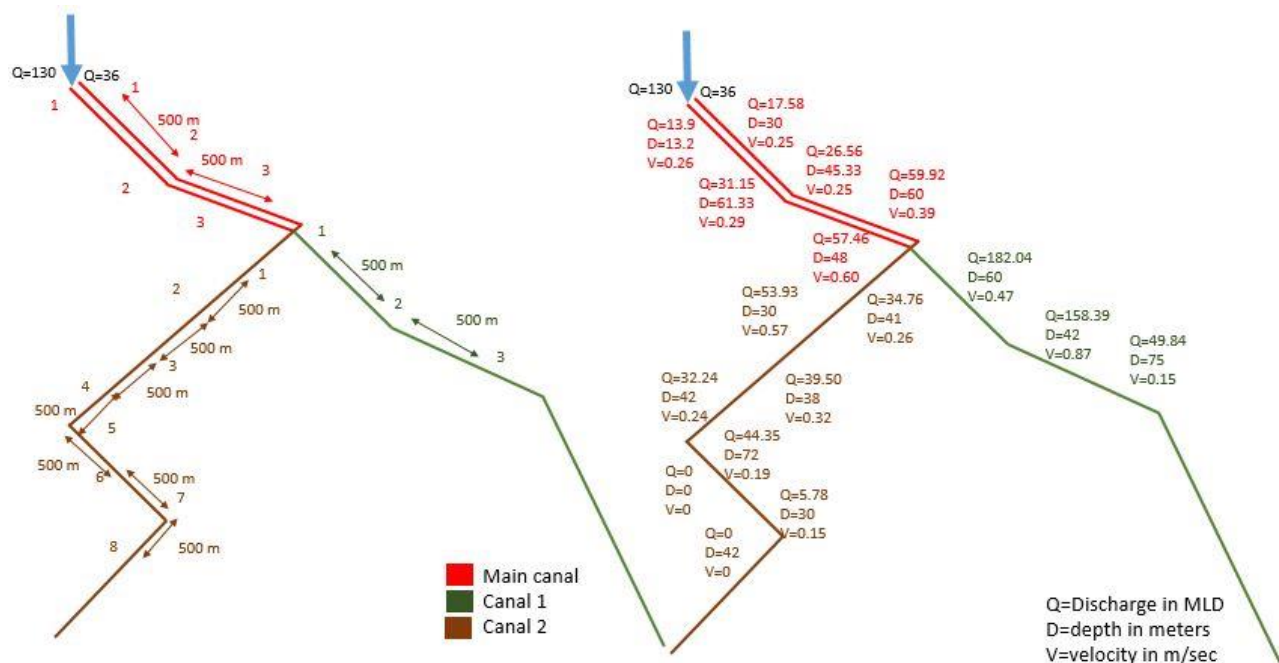 Q=130
Q=36
1
1
500 m
2
500 m
3
2
3
1
500 m
2
500 m
3
1
2
500 m
500 m
3
500 m
4
500 m
5
500 m
6
500 m
7
8
500 m
Main canal
Canal 1
Canal 2
Q=130
Q=36
Q=13.9
D=13.2
V=0.26
Q=17.58
D=30
V=0.25
Q=31.15
D=61.33
V=0.29
Q=26.56
D=45.33
V=0.25
Q=57.46
D=48
V=0.60
Q=59.92
D=60
V=0.39
Q=182.04
D=60
V=0.47
Q=158.39
D=42
V=0.87
Q=49.84
D=75
V=0.15
Q=53.93
D=30
V=0.57
Q=34.76
D=41
V=0.26
Q=32.24
D=42
V=0.24
Q=39.50
D=38
V=0.32
Q=44.35
D=72
V=0.19
Q=0
D=0
V=0
Q=5.78
D=30
V=0.15
Q=0
D=42
V=0
Q=Discharge in MLD
D=depth in meters
V=velocity in m/sec